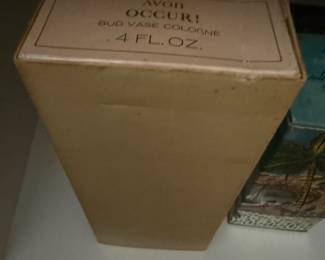 Avon
OCCUR!
BUD VASE COLOGNE
4 FL. OZ.